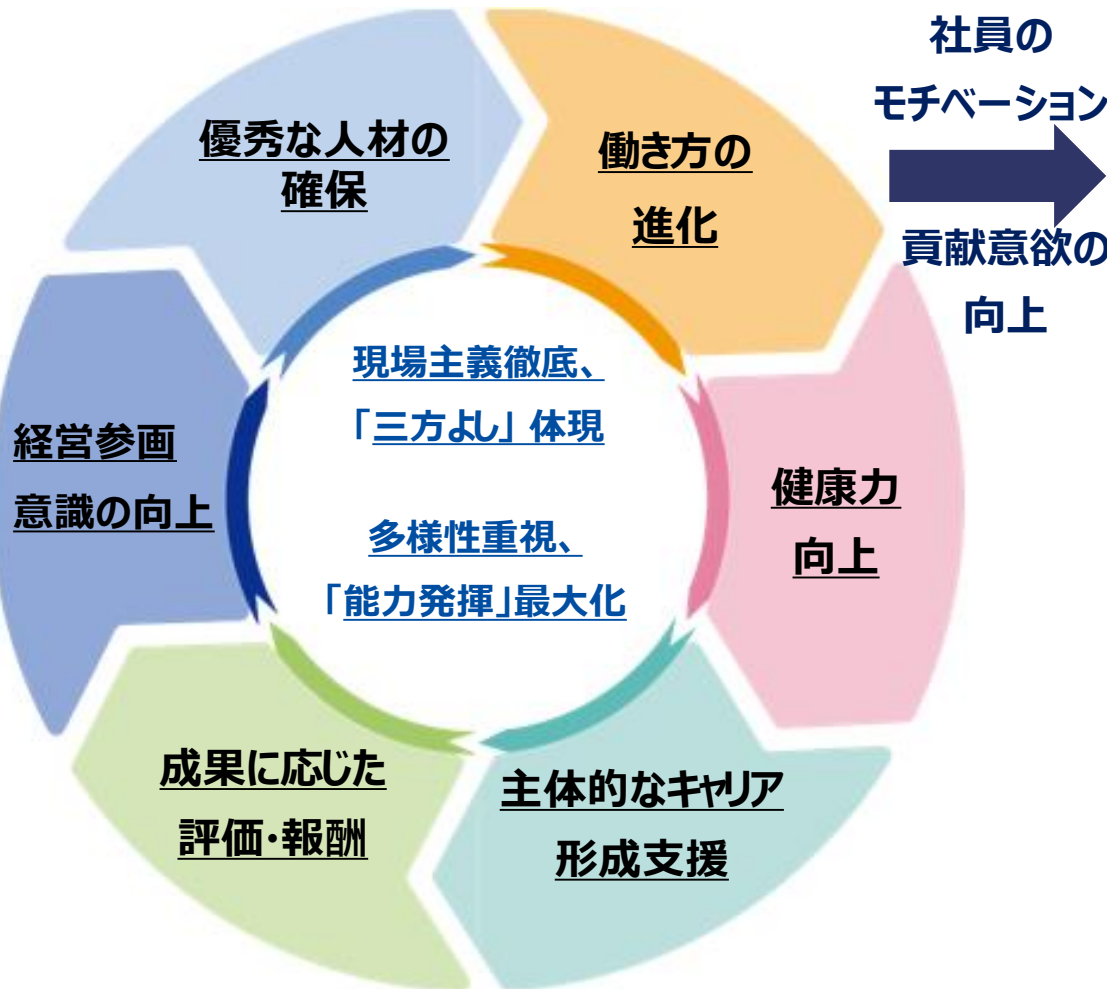 優秀な人材の
確保
働き方の
進化
社員の
モチベーション
貢献意欲の
向上
健康力
向上
主体的なキャリア
形成支援
成果に応じた
評価・報酬
経営参画
意識の向上
現場主義徹底、
「三方よし」体現
多様性重視、
「能力発揮」最大化